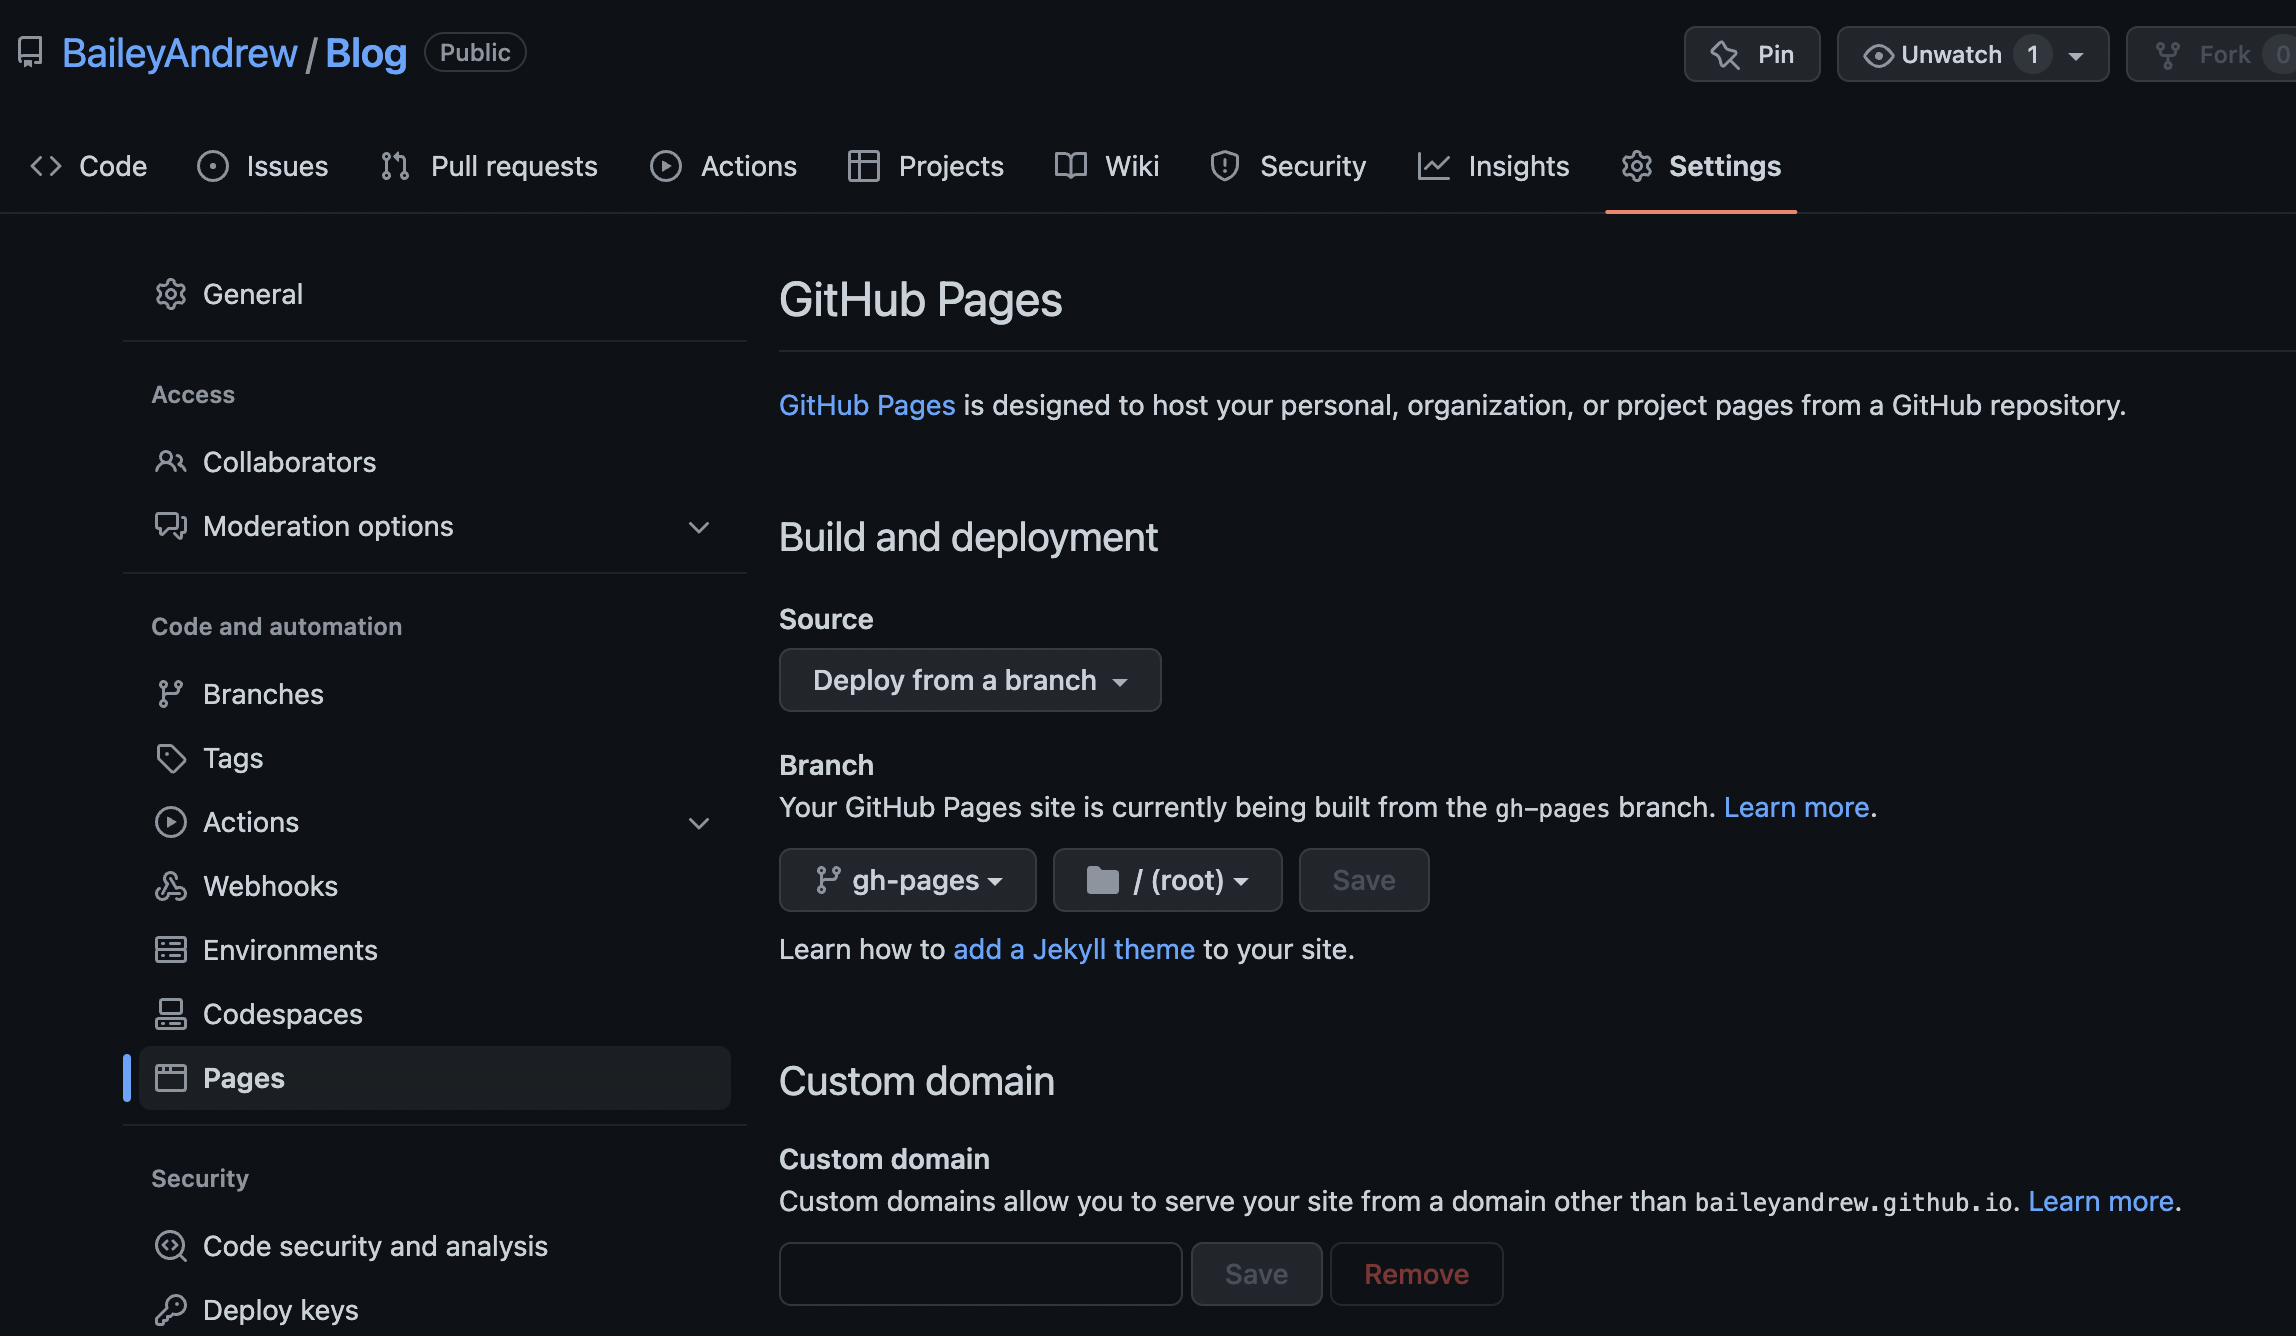 BaileyAndrew / Blog Public
Pin Unwatch 1 Fork 0
Code Issues Pull requests Actions Projects Wiki Security Insights Settings
General
Access
Collaborators
Moderation options
Code and automation
Branches
Tags
Actions
Webhooks
Environments
Codespaces
Pages
Security
Code security and analysis
Deploy keys
GitHub Pages
GitHub Pages is designed to host your personal, organization, or project pages from a GitHub repository.
Build and deployment
Source
Deploy from a branch
Branch
Your GitHub Pages site is currently being built from the gh-pages branch. Learn more.
gh-pages / (root) Save
Learn how to add a Jekyll theme to your site.
Custom domain
Custom domain
Custom domains allow you to serve your site from a domain other than baileyandrew.github.io. Learn more.
Save Remove